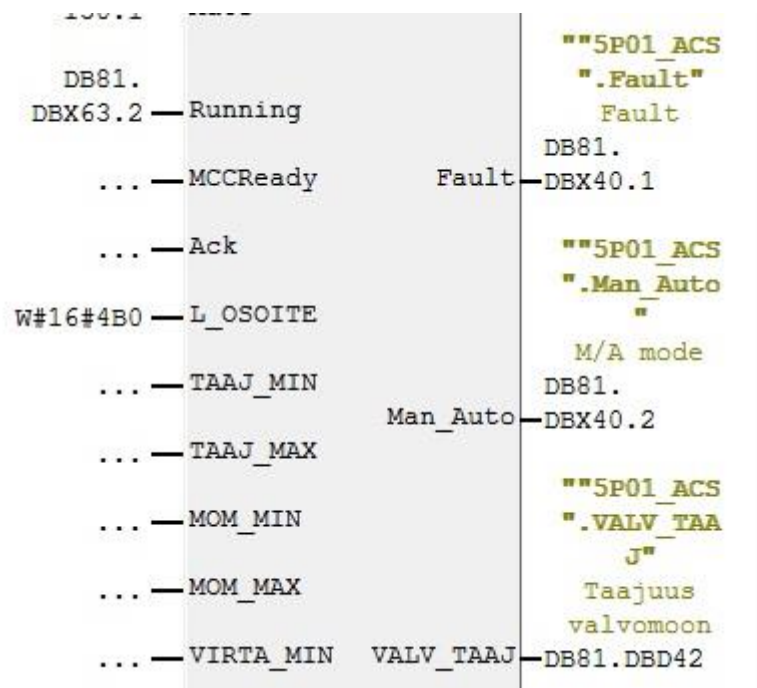 ""5P01_ACS
".Fault"
Fault
DB81.
DBX63.2 Running
DB81.
... MCCReady Fault DBX40.1
... Ack
""5P01_ACS
".Man_Auto
"
M/A mode
W#16#4B0 L_OSOITE
... TAAJ_MIN
DB81.
Man_Auto DBX40.2
... TAAJ_MAX
""5P01_ACS
".VALV_TAA
J"
Taajuus
valvomoon
... MOM_MIN
... MOM_MAX
... VIRTA_MIN VALV_TAAJ DB81.DBD42